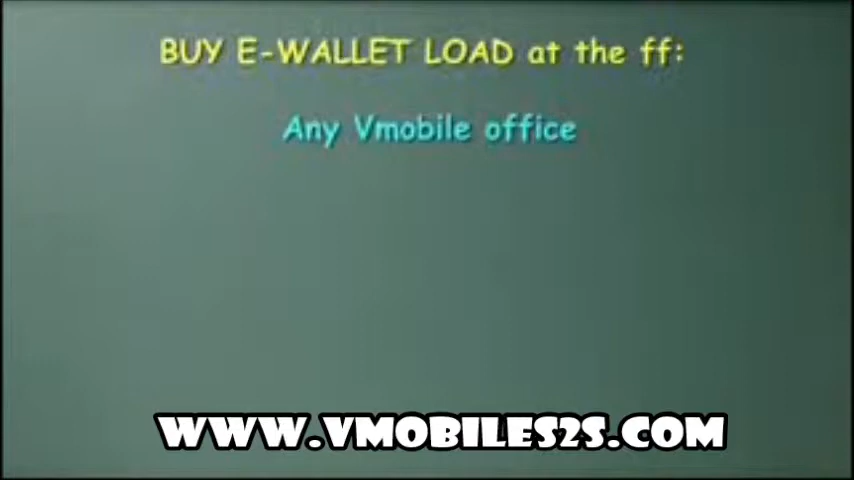 BUY E-WALLET LOAD at the ff:
Any Vmobile office
WWW.VMOBILES2S.COM